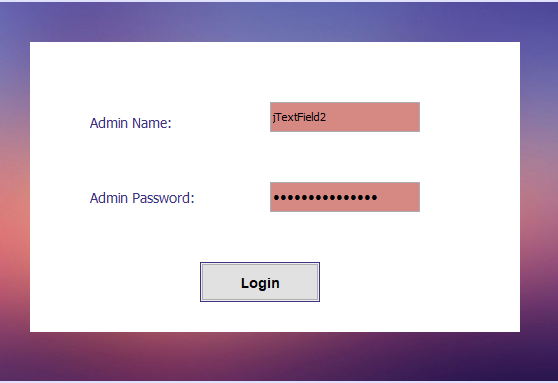 Admin Name:
jTextField2
Admin Password:
●●●●●●●●●●●●●●●
Login